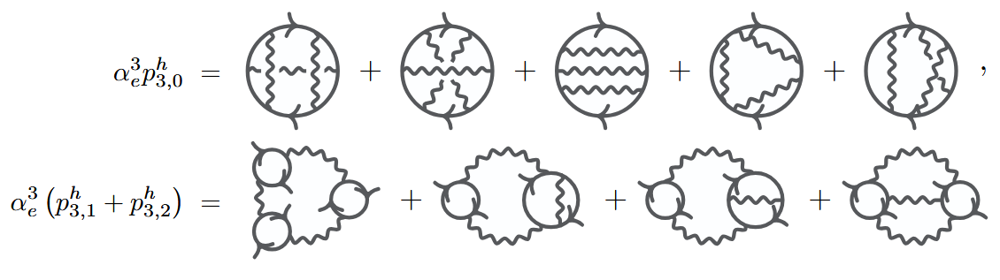 α_e^3 p_{3,0}^h = + + + + ,
α_e^3 (p_{3,1}^h + p_{3,2}^h) = + + +